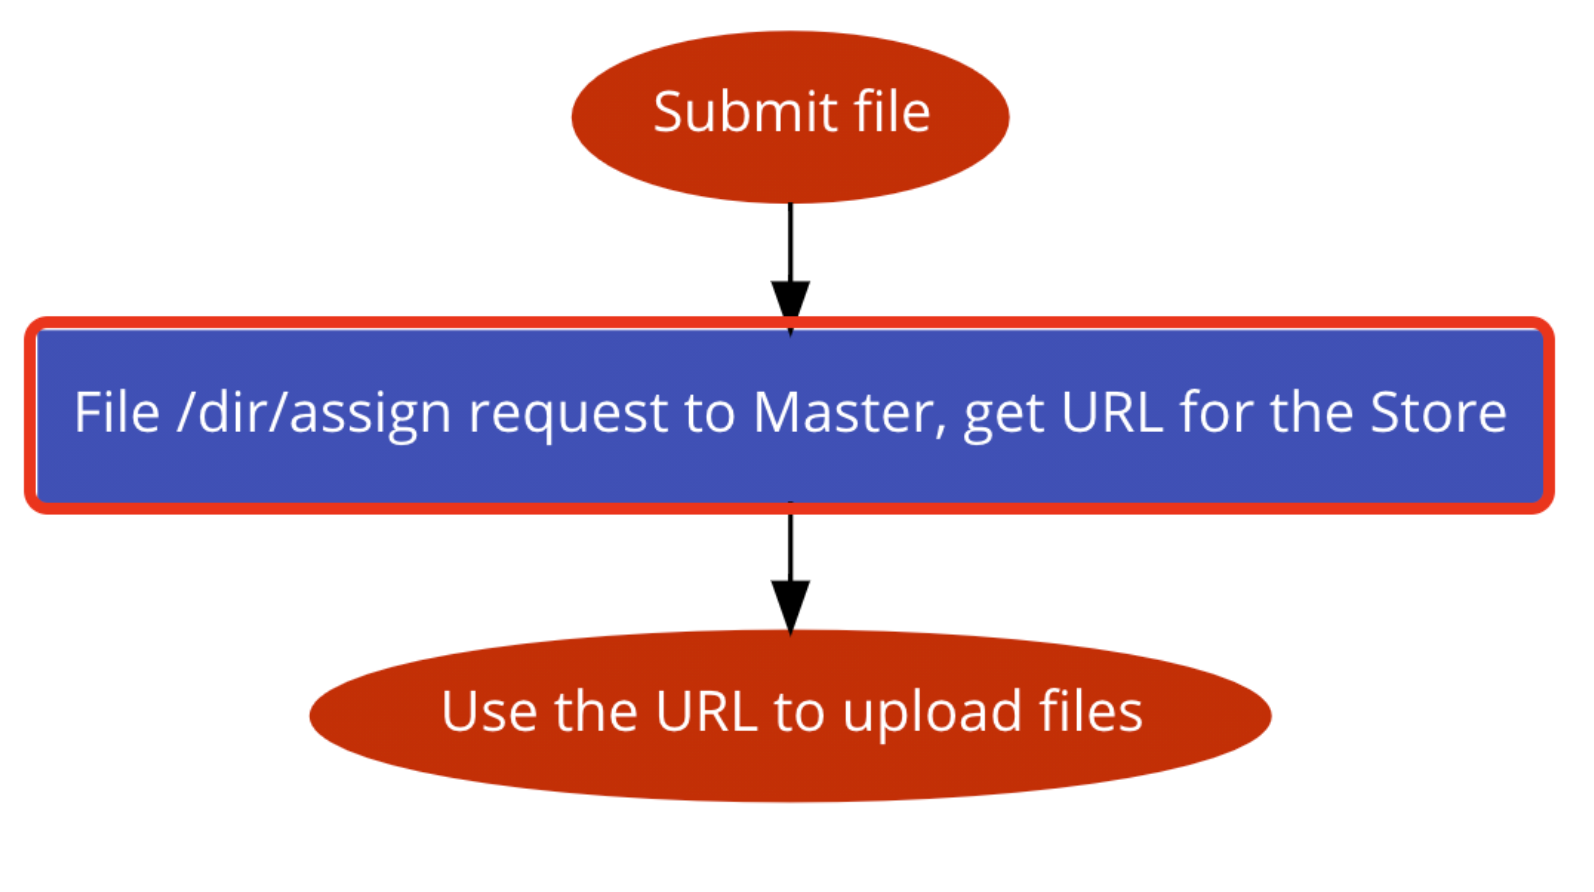 Submit file
File /dir/assign request to Master, get URL for the Store
Use the URL to upload files